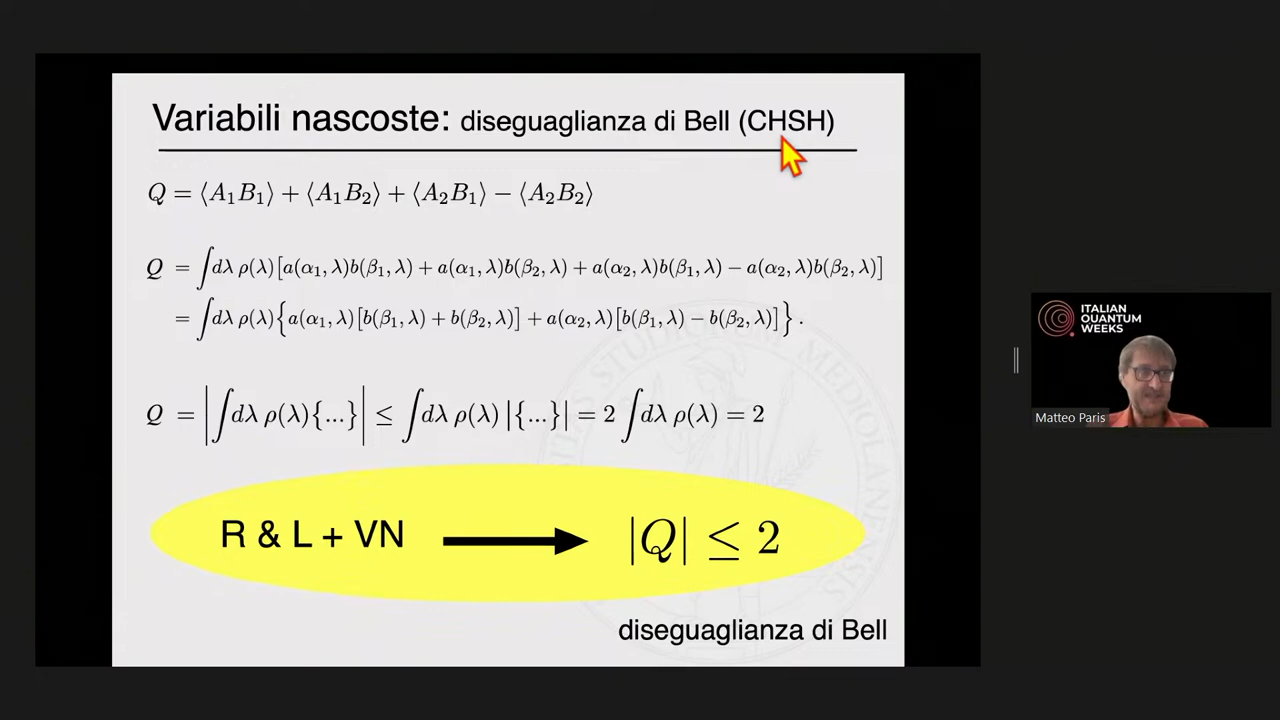 Variabili nascoste: diseguaglianza di Bell (CHSH)
Q = ⟨A₁B₁⟩ + ⟨A₁B₂⟩ + ⟨A₂B₁⟩ − ⟨A₂B₂⟩
Q = ∫dλ ρ(λ)[a(α₁, λ)b(β₁, λ) + a(α₁, λ)b(β₂, λ) + a(α₂, λ)b(β₁, λ) − a(α₂, λ)b(β₂, λ)]
= ∫dλ ρ(λ){a(α₁, λ)[b(β₁, λ) + b(β₂, λ)] + a(α₂, λ)[b(β₁, λ) − b(β₂, λ)]} .
Q = |∫dλ ρ(λ){...}| ≤ ∫dλ ρ(λ) |{...}| = 2 ∫dλ ρ(λ) = 2
R & L + VN → |Q| ≤ 2
diseguaglianza di Bell
ITALIAN
QUANTUM
WEEKS
Matteo Paris